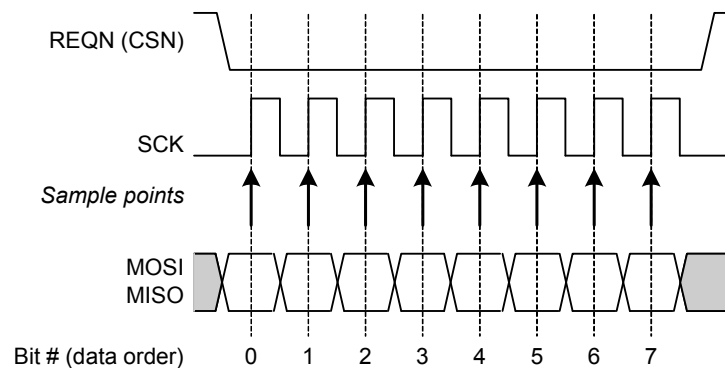 REQN (CSN)
SCK
Sample points
MOSI
MISO
Bit # (data order) 0 1 2 3 4 5 6 7